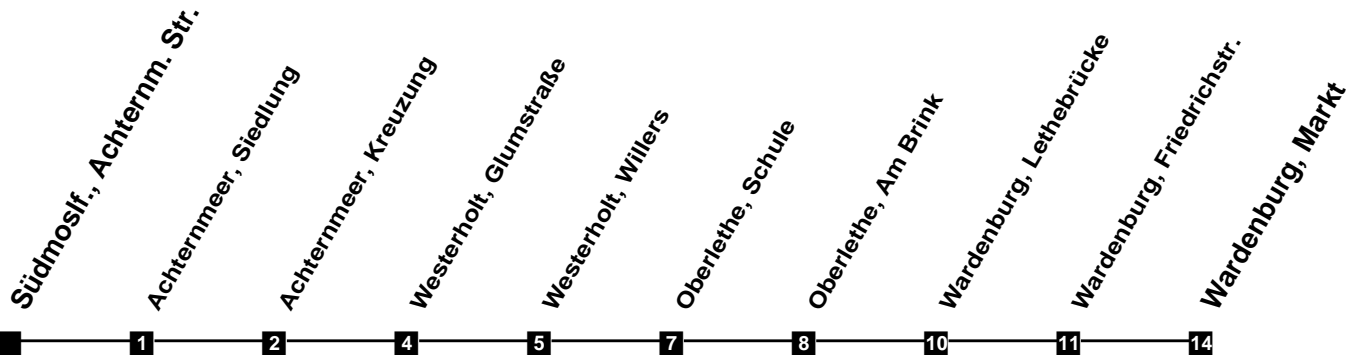 Südmoslf., Achternm. Str.
Achternmeer, Siedlung
Achternmeer, Kreuzung
Westerholt, Glumstraße
Westerholt, Willers
Oberlethe, Schule
Oberlethe, Am Brink
Wardenburg, Lethebrücke
Wardenburg, Friedrichstr.
Wardenburg, Markt
1 2 4 5 7 8 10 11 14